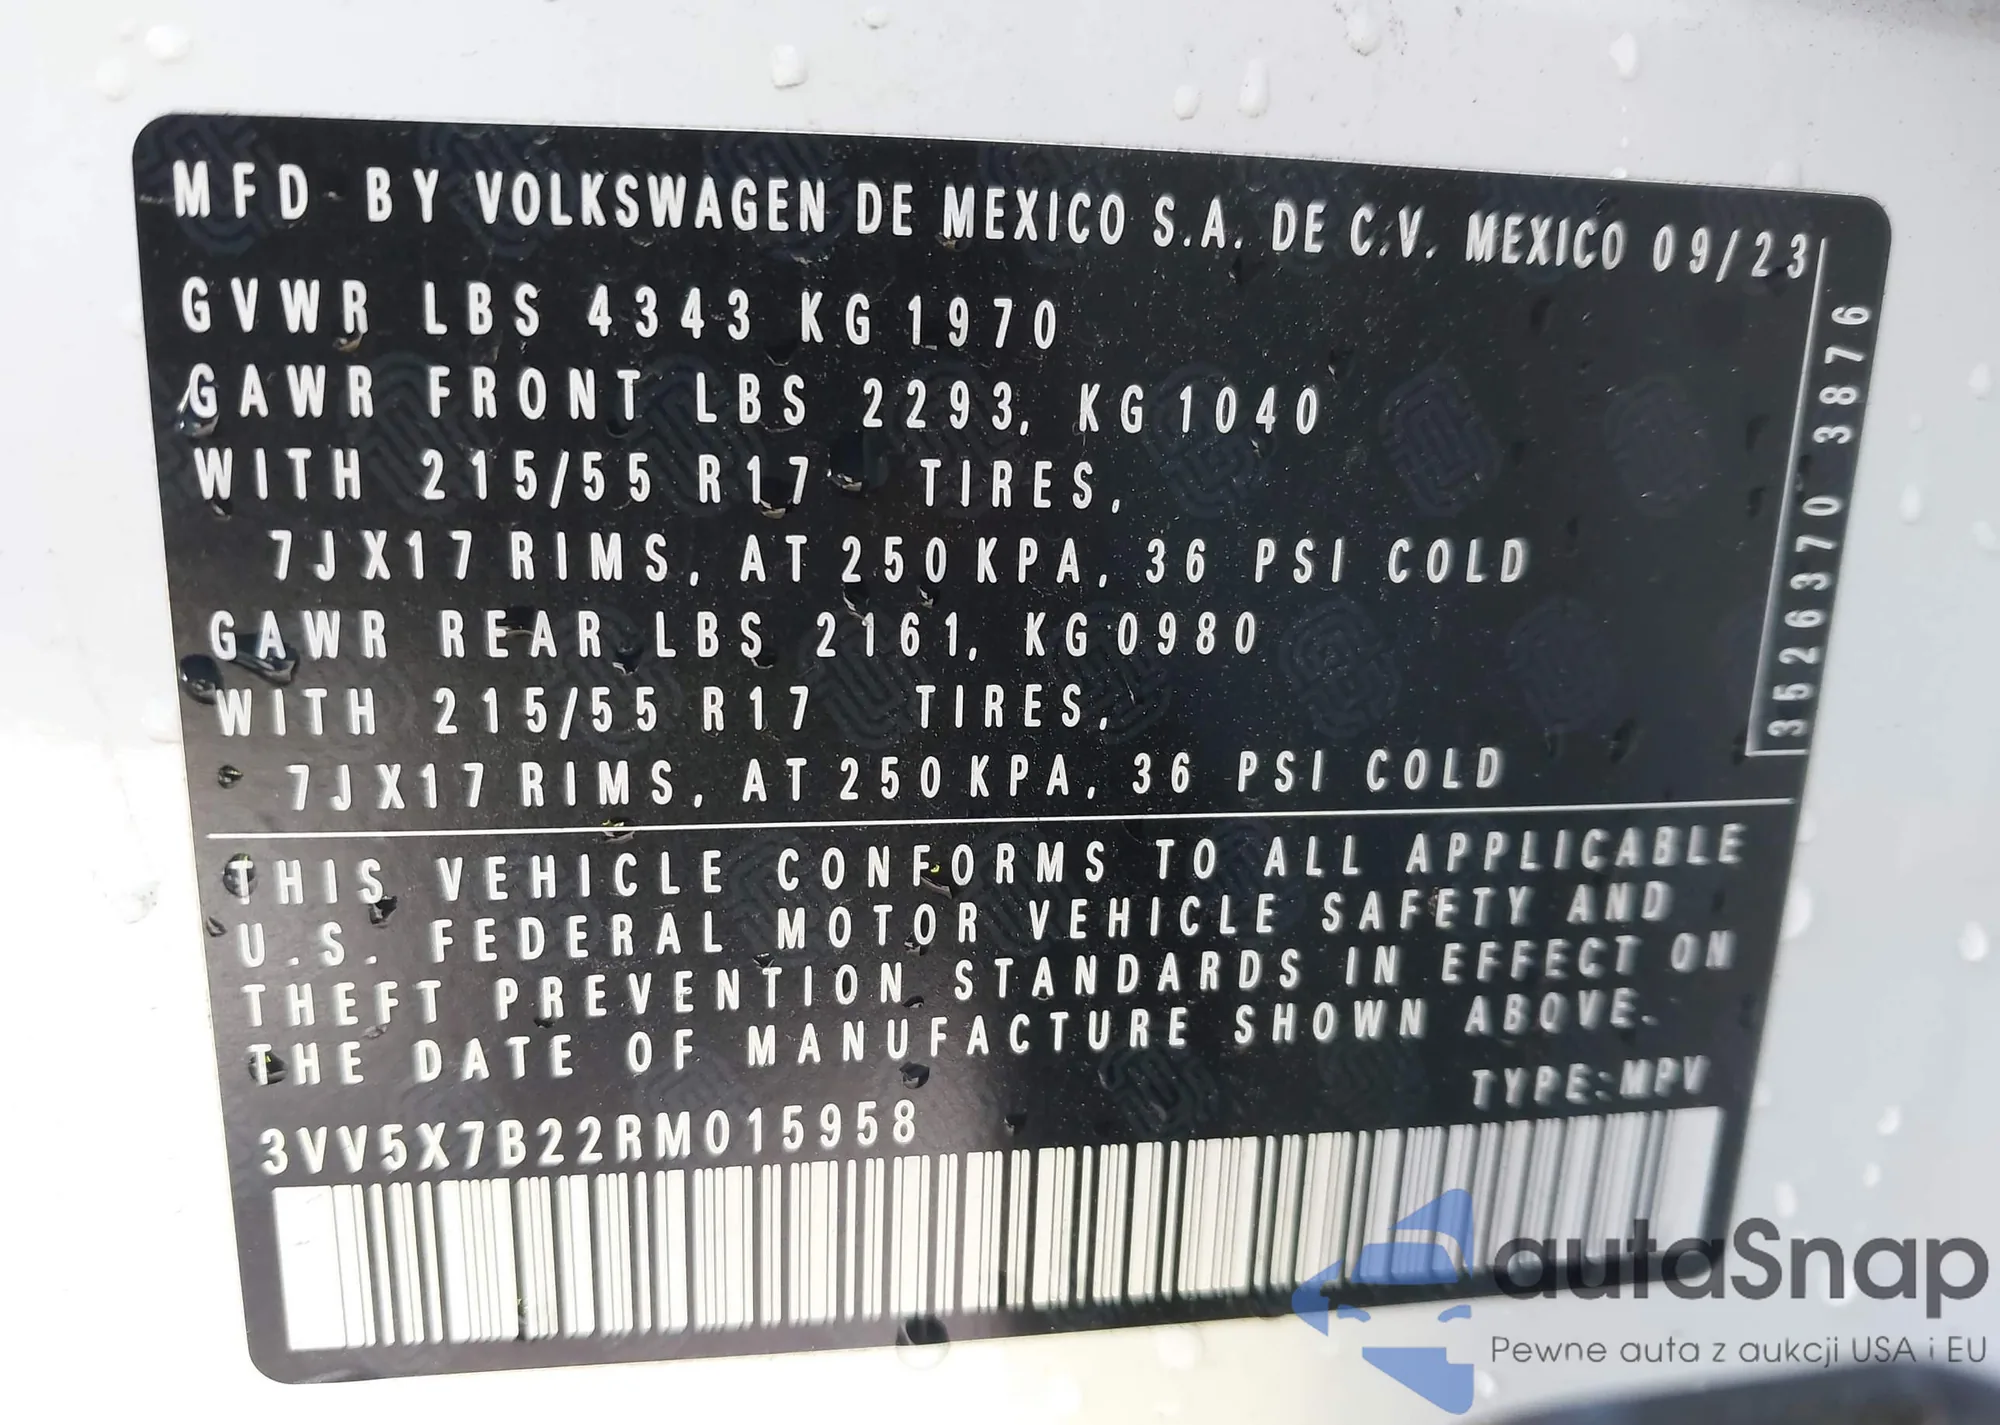 MFD BY VOLKSWAGEN DE MEXICO S.A. DE C.V. MEXICO 09/23
GVWR LBS 4343 KG 1970
GAWR FRONT LBS 2293, KG 1040
WITH 215/55 R17 TIRES,
7JX17 RIMS, AT 250 KPA, 36 PSI COLD
GAWR REAR LBS 2161, KG 0980
WITH 215/55 R17 TIRES,
7JX17 RIMS, AT 250 KPA, 36 PSI COLD
3526370 3876
THIS VEHICLE CONFORMS TO ALL APPLICABLE
U.S. FEDERAL MOTOR VEHICLE SAFETY AND
THEFT PREVENTION STANDARDS IN EFFECT ON
THE DATE OF MANUFACTURE SHOWN ABOVE.
TYPE:MPV
3VV5X7B22RM015958
autaSnap
Pewne auta z aukcji USA i EU